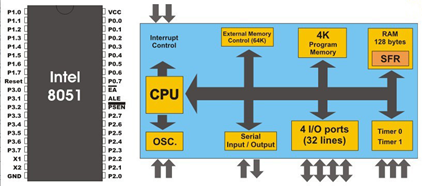 P1.0
P1.1
P1.2
P1.3
P1.4
P1.5
P1.6
P1.7
Reset
P3.0
P3.1
P3.2
P3.3
P3.4
P3.5
P3.6
P3.7
X1
X2
GND
Intel
8051
VCC
P0.0
P0.1
P0.2
P0.3
P0.4
P0.5
P0.6
P0.7
EA
ALE
PSEN
P2.7
P2.6
P2.5
P2.4
P2.3
P2.2
P2.1
P2.0
Interrupt
Control
External Memory
Control (64K)
4K
Program
Memory
RAM
128 bytes
SFR
CPU
OSC.
Serial
Input / Output
4 I/O ports
(32 lines)
Timer 0
Timer 1